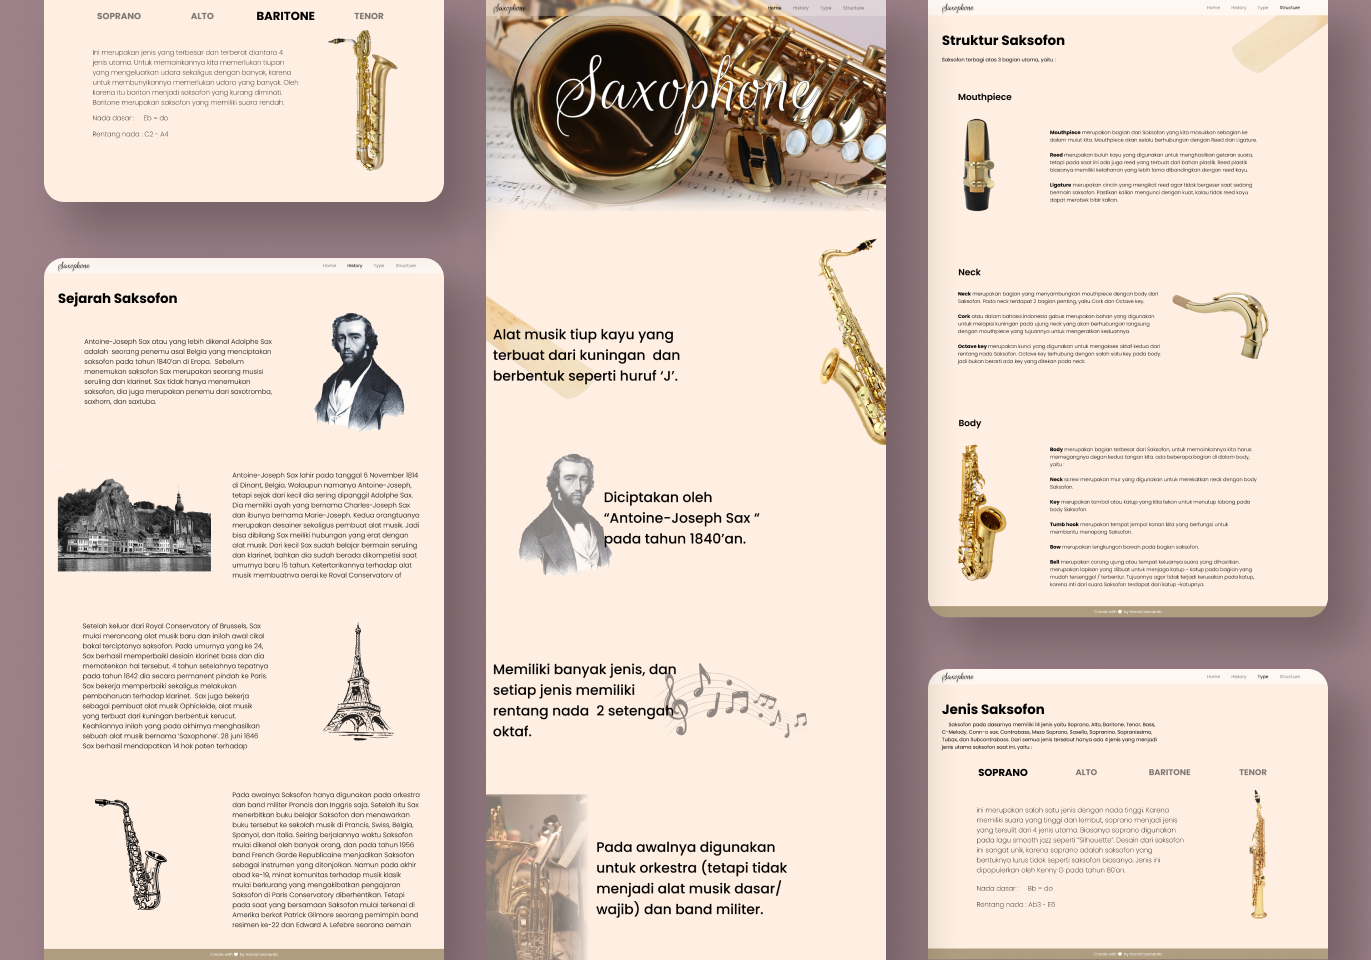 SOPRANO ALTO BARITONE TENOR
Ini merupakan jenis yang terbesar dan terberat diantara 4
jenis utama. Untuk memainkannya kita memerlukan tiupan
yang mengeluarkan udara sekaligus dengan banyak, karena
untuk membunyikannya memerlukan udara yang banyak. Oleh
karena itu bariton menjadi saksofon yang kurang diminati.
Baritone merupakan saksofon yang memiliki suara rendah.
Nada dasar : Eb = do
Rentang nada : C2 - A4
Saxophone Home History Type Structure
Sejarah Saksofon
Antoine-Joseph Sax atau yang lebih dikenal Adolphe Sax
adalah seorang penemu asal Belgia yang menciptakan
saksofon pada tahun 1840'an di Eropa. Sebelum
menemukan saksofon Sax merupakan seorang musisi
seruling dan klarinet. Sax tidak hanya menemukan
saksofon, dia juga merupakan penemu dari saxotromba,
saxhorn, dan saxtuba.
Antoine-Joseph Sax lahir pada tanggal 6 November 1814
di Dinant, Belgia. Walaupun namanya Antoine-Joseph,
tetapi sejak dari kecil dia sering dipanggil Adolphe Sax.
Dia memiliki ayah yang bernama Charles-Joseph Sax
dan ibunya bernama Marie-Joseph. Kedua orangtuanya
merupakan desainer sekaligus pembuat alat musik. Jadi
bisa dibilang Sax meliki hubungan yang erat dengan
alat musik. Dari kecil Sax sudah belajar bermain seruling
dan klarinet, bahkan dia sudah berada dikompetisi saat
umurnya baru 15 tahun. Ketertarikannya terhadap alat
musik membuatnya pergi ke Royal Conservatory of
Setelah keluar dari Royal Conservatory of Brussels, Sax
mulai merancang alat musik baru dan inilah awal cikal
bakal terciptanya saksofon. Pada umurnya yang ke 24,
Sax berhasil memperbaiki desiain klarinet bass dan dia
mematenkan hal tersebut. 4 tahun setelahnya tepatnya
pada tahun 1842 dia secara permanent pindah ke Paris.
Sax bekerja memperbaiki sekaligus melakukan
pembaharuan terhadap klarinet. Sax juga bekerja
sebagai pembuat alat musik Ophicleide, alat musik
yang terbuat dari kuningan berbentuk kerucut.
Keahliannya inilah yang pada akhirnya menghasilkan
sebuah alat musik bernama 'Saxophone'. 28 juni 1846
Sax berhasil mendapatkan 14 hak paten terhadap
Pada awalnya Saksofon hanya digunakan pada orkestra
dan band militer Prancis dan Inggris saja. Setelah itu Sax
menerbitkan buku belajar Saksofon dan menawarkan
buku tersebut ke sekolah musik di Prancis, Swiss, Belgia,
Spanyol, dan Italia. Seiring berjalannya waktu Saksofon
mulai dikenal oleh banyak orang, dan pada tahun 1956
band French Garde Republicaine menjadikan Saksofon
sebagai instrumen yang ditonjolkan. Namun pada akhir
abad ke-19, minat komunitas terhadap musik klasik
mulai berkurang yang mengakibatkan pengajaran
Saksofon di Paris Conservatory diberhentikan. Tetapi
pada saat yang bersamaan Saksofon mulai terkenal di
Amerika berkat Patrick Gilmore seorang pemimpin band
resimen ke-22 dan Edward A. Lefebre seorang pemain
Create with by
Saxophone Home History Type Structure
Saxophone
Alat musik tiup kayu yang
terbuat dari kuningan dan
berbentuk seperti huruf 'J'.
Diciptakan oleh
"Antoine-Joseph Sax "
pada tahun 1840'an.
Memiliki banyak jenis, dan
setiap jenis memiliki
rentang nada 2 setengah
oktaf.
Pada awalnya digunakan
untuk orkestra (tetapi tidak
menjadi alat musik dasar/
wajib) dan band militer.
Saxophone Home History Type Structure
Struktur Saksofon
Saksofon terbagi atas 3 bagian utama, yaitu :
Mouthpiece
Mouthpiece merupakan bagian dari Saksofon yang kita masukkan sebagian ke
dalam mulut kita. Mouthpiece akan selalu berhubungan dengan Reed dan Ligature.
Reed merupakan buluh kayu yang digunakan untuk menghasilkan getaran suara,
tetapi pada saat ini ada juga reed yang terbuat dari bahan plastik. Reed plastik
biasanya memiliki ketahanan yang lebih lama dibandingkan dengan reed kayu.
Ligature merupakan cincin yang mengikat reed agar tidak bergeser saat sedang
bermain saksofon. Pastikan kalian mengunci dengan kuat, kalau tidak reed kayu
dapat merobek bibir kalian.
Neck
Neck merupakan bagian yang menyambungkan mouthpiece dengan body dari
Saksofon. Pada neck terdapat 2 bagian penting, yaitu Cork dan Octave key.
Cork atau dalam bahasa indonesia gabus merupakan bahan yang digunakan
untuk melapisi kuningan pada ujung neck yang akan berhubungan langsung
dengan mouthpiece yang tujuannya untuk mengeratkan keduanya.
Octave key merupakan kunci yang digunakan untuk mengakses oktaf kedua dari
rentang nada Saksofon. Octave key terhubung dengan salah satu key pada body,
jadi bukan berarti ada key yang ditekan pada neck.
Body
Body merupakan bagian terbesar dari Saksofon, untuk memainkannya kita harus
memegangnya degan kedua tangan kita. ada beberapa bagian di dalam body,
yaitu :
Neck screw merupakan mur yang digunakan untuk merekatkan neck dengan body
Saksofon.
Key merupakan tombol atau katup yang kita tekan untuk menutup lobang pada
body Saksofon.
Tumb hook merupakan tempat jempol kanan kita yang berfungsi untuk
membantu menopang Saksofon.
Bow merupakan lengkungan bawah pada bagian saksofon.
Bell merupakan corong ujung atau tempat keluarnya suara yang dihasilkan.
merupakan lapisan yang dibuat untuk menjaga katup - katup pada bagian yang
mudah tersenggol / terbentur. Tujuannya agar tidak terjadi kerusakan pada katup,
karena inti dari suara Saksofon terdapat dari katup -katupnya.
Create with by
Saxophone Home History Type Structure
Jenis Saksofon
Saksofon pada dasarnya memiliki 14 jenis yaitu Soprano, Alto, Baritone, Tenor, Bass,
C-Melody, Conn-o sax, Contrabass, Mezo Soprano, Saxello, Sopranino, Sopranissimo,
Tubax, dan Subcontrabass. Dari semua jenis tersebut hanya ada 4 jenis yang menjadi
jenis utama saksofon saat ini, yaitu :
SOPRANO ALTO BARITONE TENOR
ini merupakan salah satu jenis dengan nada tinggi. Karena
memiliki suara yang tinggi dan lembut, soprano menjadi jenis
yang tersulit dari 4 jenis utama. Biasanya soprano digunakan
pada lagu smooth jazz seperti "Silhouette". Desain dari saksofon
ini sangat unik, karena soprano adalah saksofon yang
bentuknya lurus tidak seperti saksofon biasanya. Jenis ini
dipopulerkan oleh Kenny G pada tahun 80'an.
Nada dasar : Bb = do
Rentang nada : Ab3 - E6
Create with by